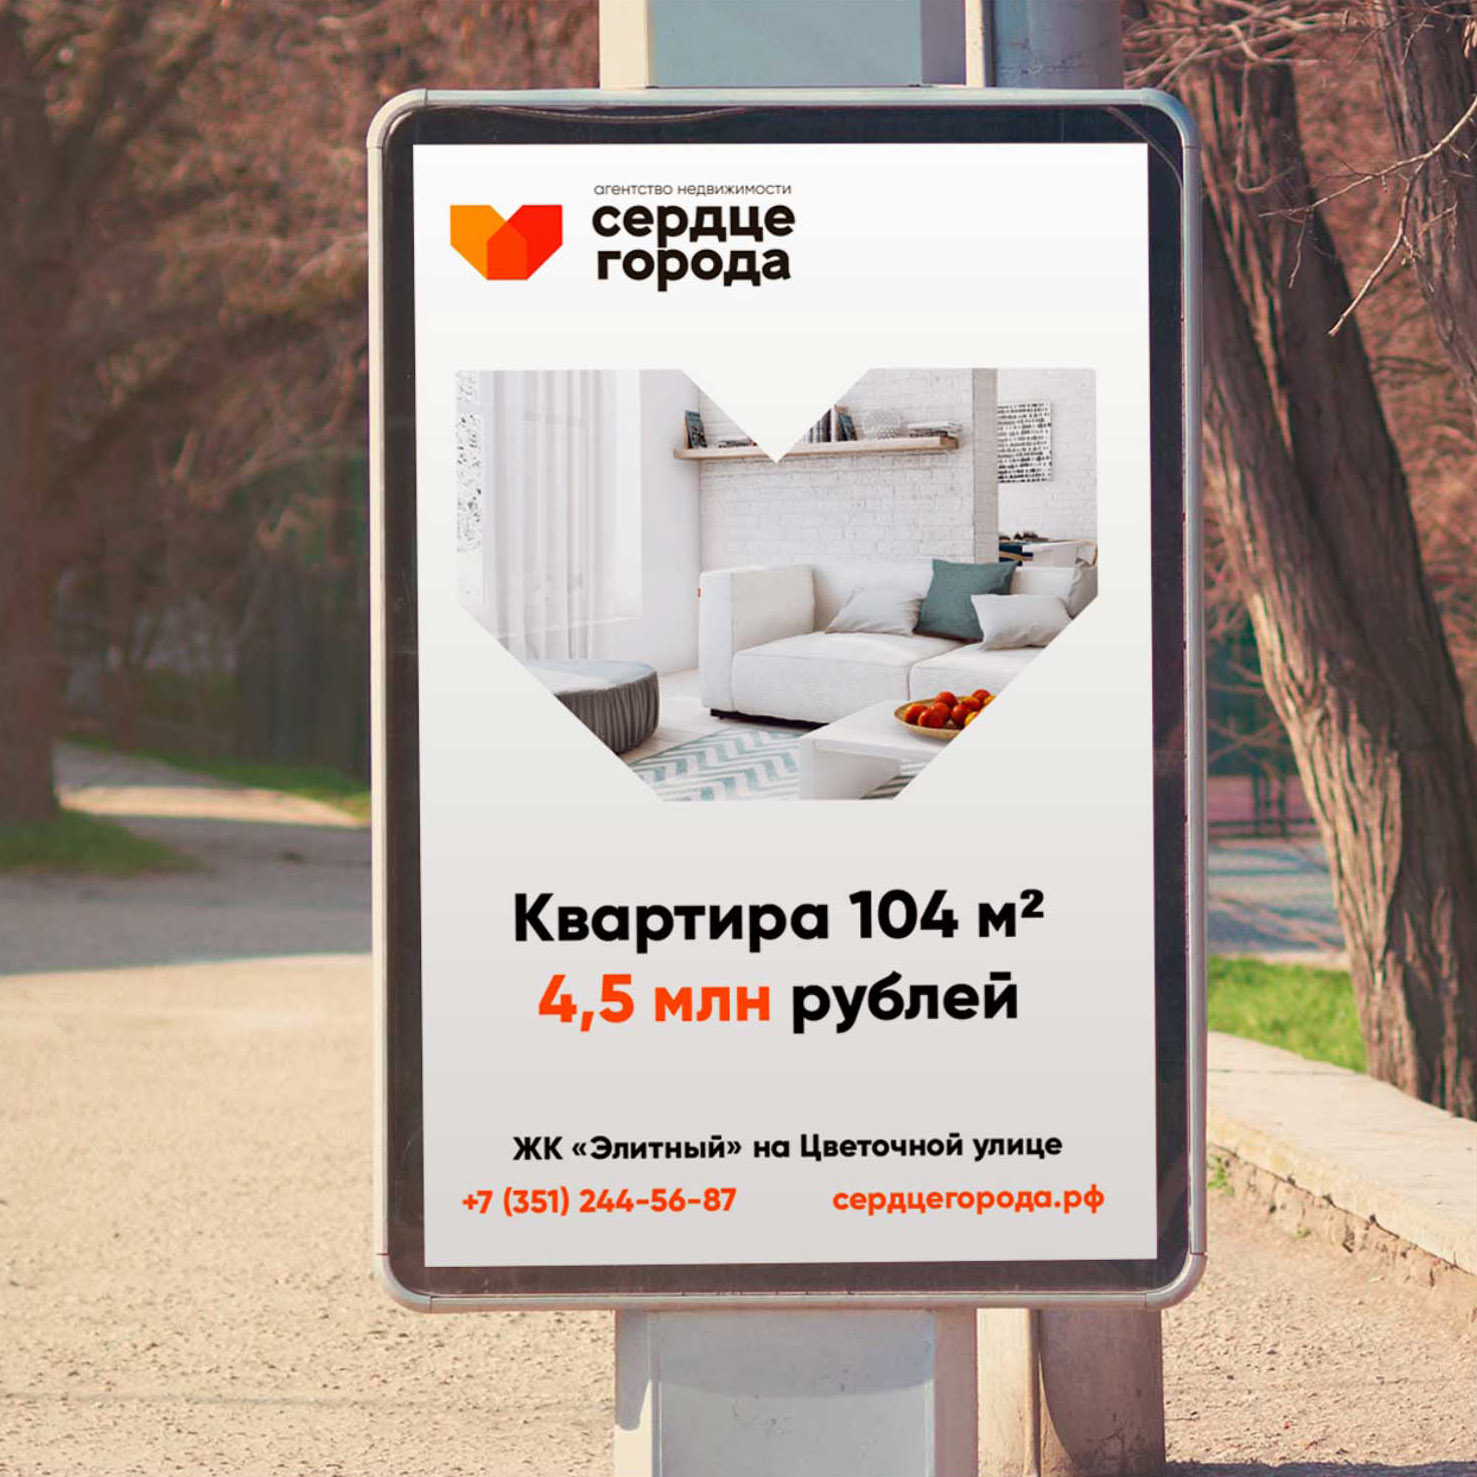 агентство недвижимости
сердце
города
Квартира 104 м²
4,5 млн рублей
ЖК «Элитный» на Цветочной улице
+7 (351) 244-56-87 сердцегорода.рф